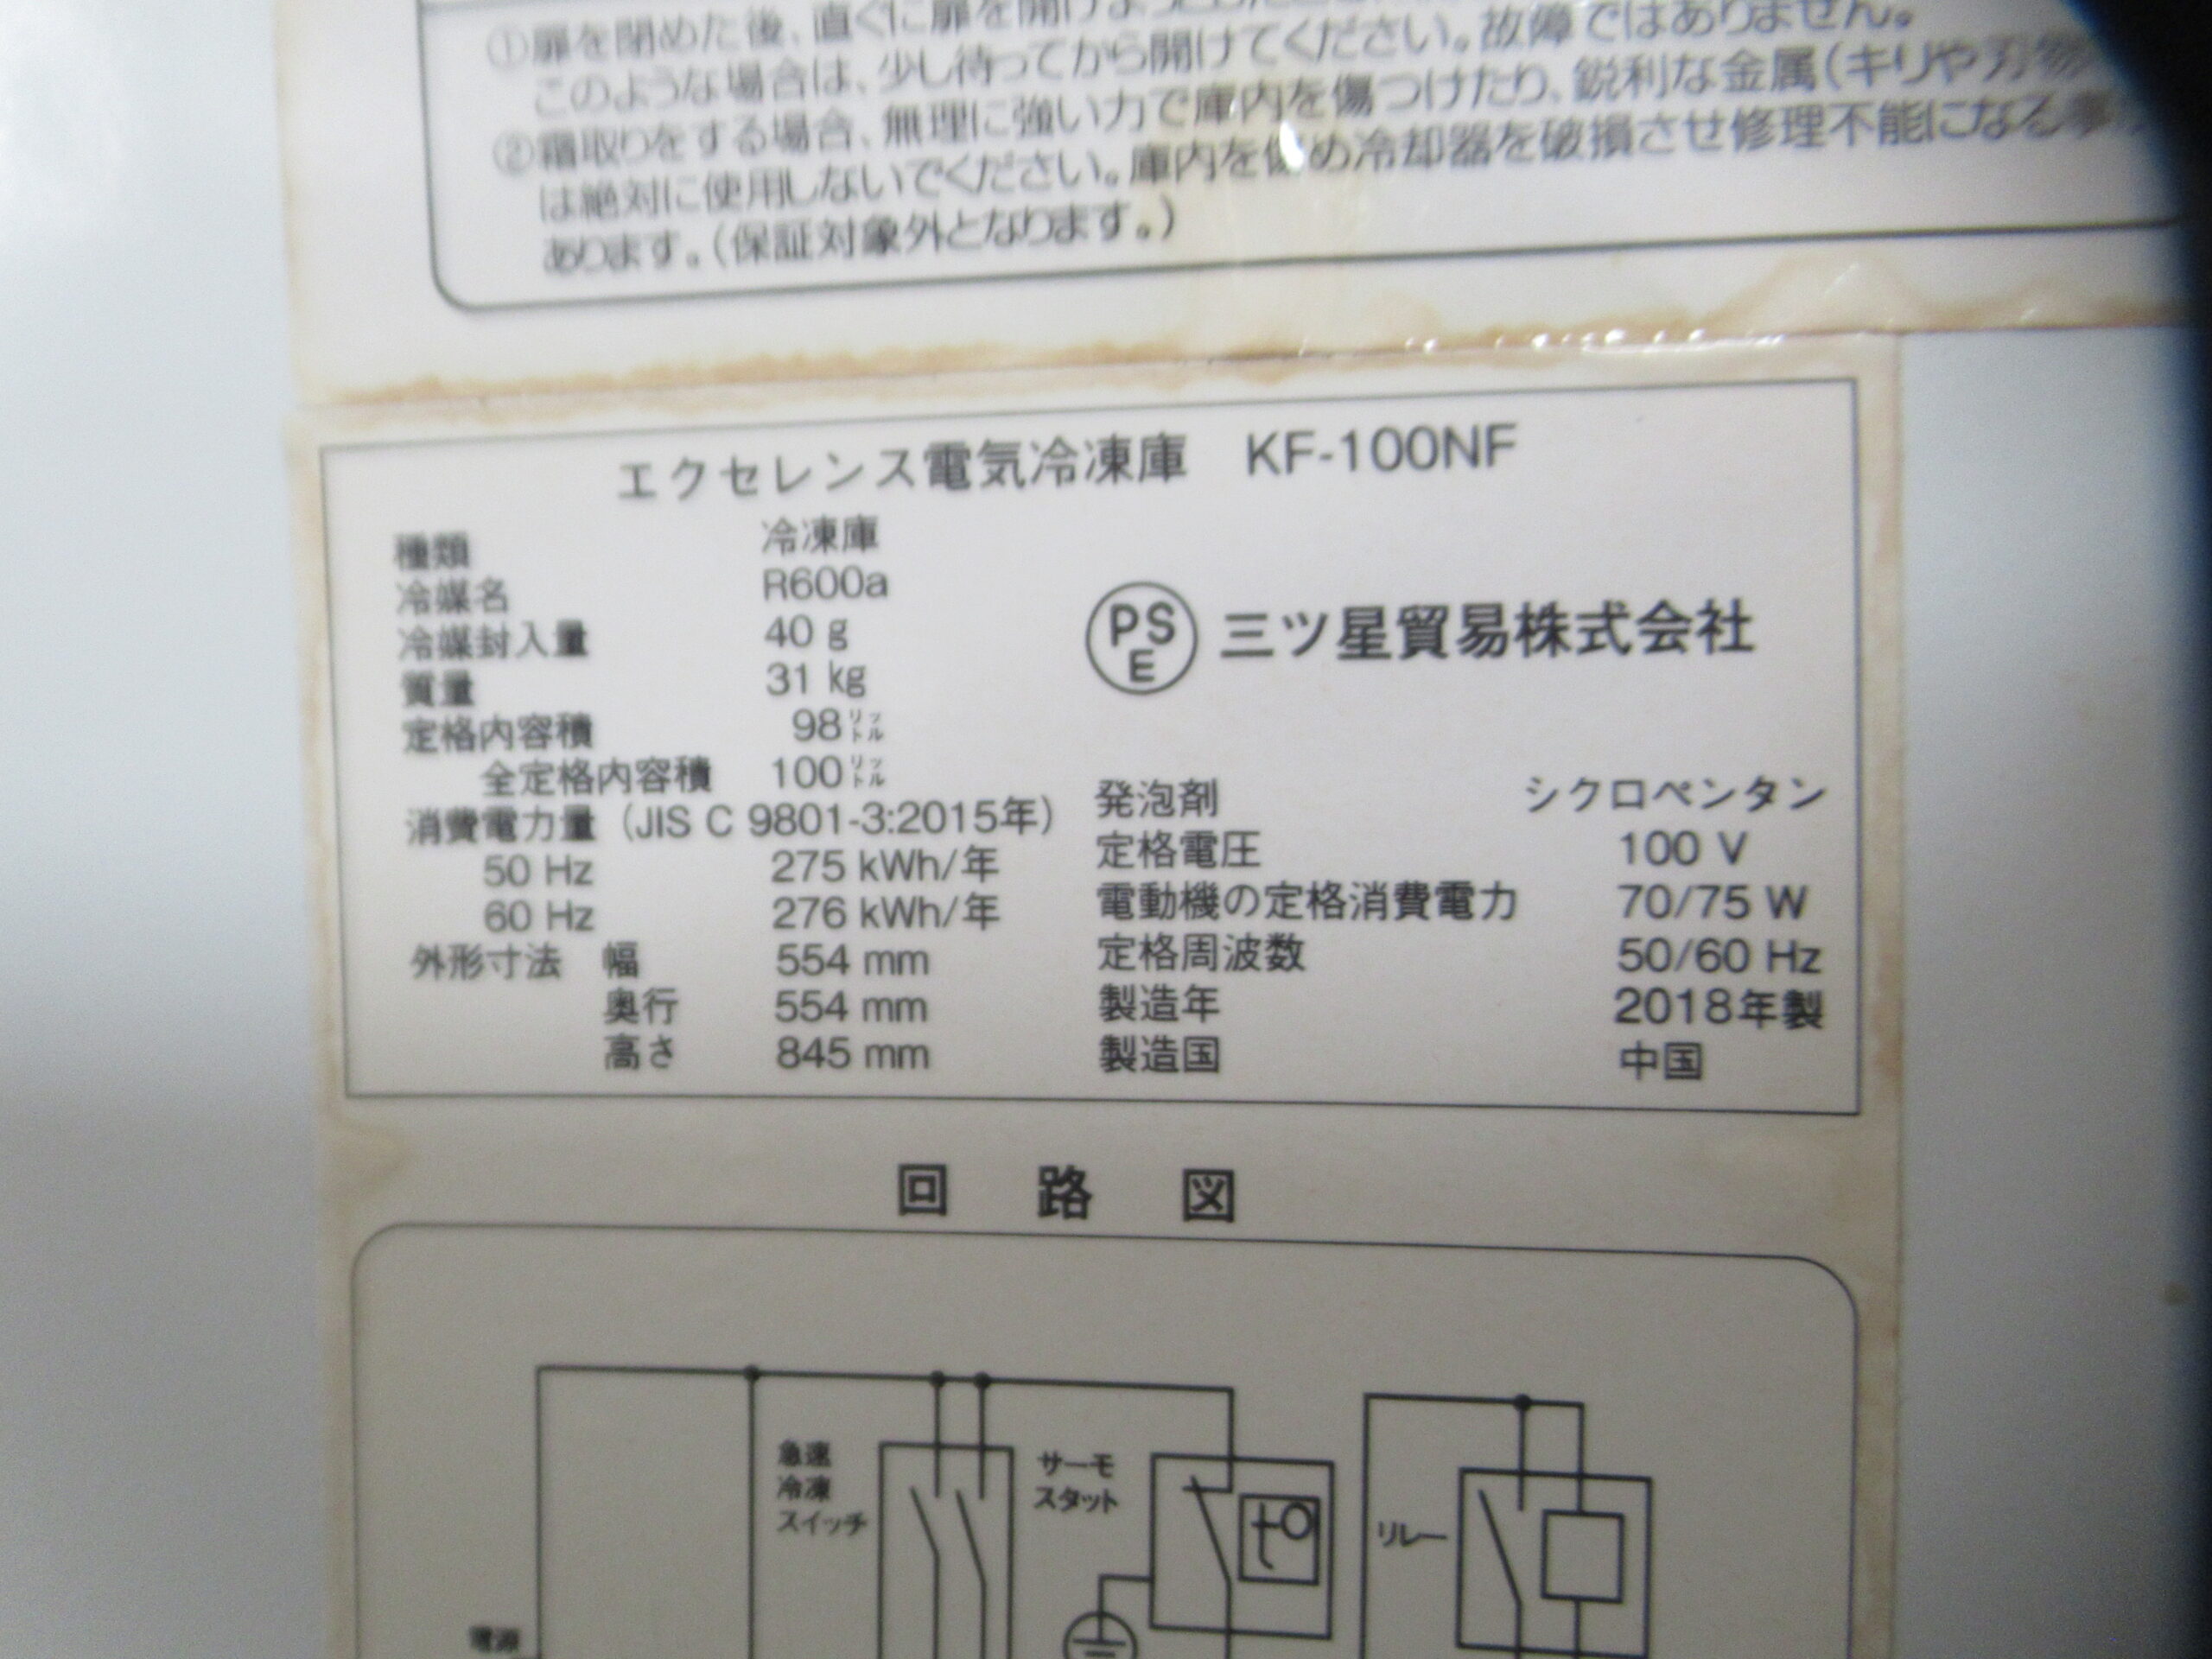 ①扉を閉めた後、直ぐに扉を開けようとした
このような場合は、少し待ってから開けてください。故障ではありません。
②霜取りをする場合、無理に強い力で庫内を傷つけたり、鋭利な金属(キリや刃物
は絶対に使用しないでください。庫内を傷め冷却器を破損させ修理不能になる事
あります。(保証対象外となります。)
エクセレンス電気冷凍庫 KF-100NF
種類 冷凍庫
冷媒名 R600a
冷媒封入量 40 g
質量 31 kg
定格内容積 98リットル
全定格内容積 100リットル
消費電力量(JIS C 9801-3:2015年)
50 Hz 275 kWh/年
60 Hz 276 kWh/年
外形寸法 幅 554 mm
奥行 554 mm
高さ 845 mm
PS
E
三ツ星貿易株式会社
発泡剤 シクロペンタン
定格電圧 100 V
電動機の定格消費電力 70/75 W
定格周波数 50/60 Hz
製造年 2018年製
製造国 中国
回路図
急速
冷凍
スイッチ
サーモ
スタット
t°
リレー
電源